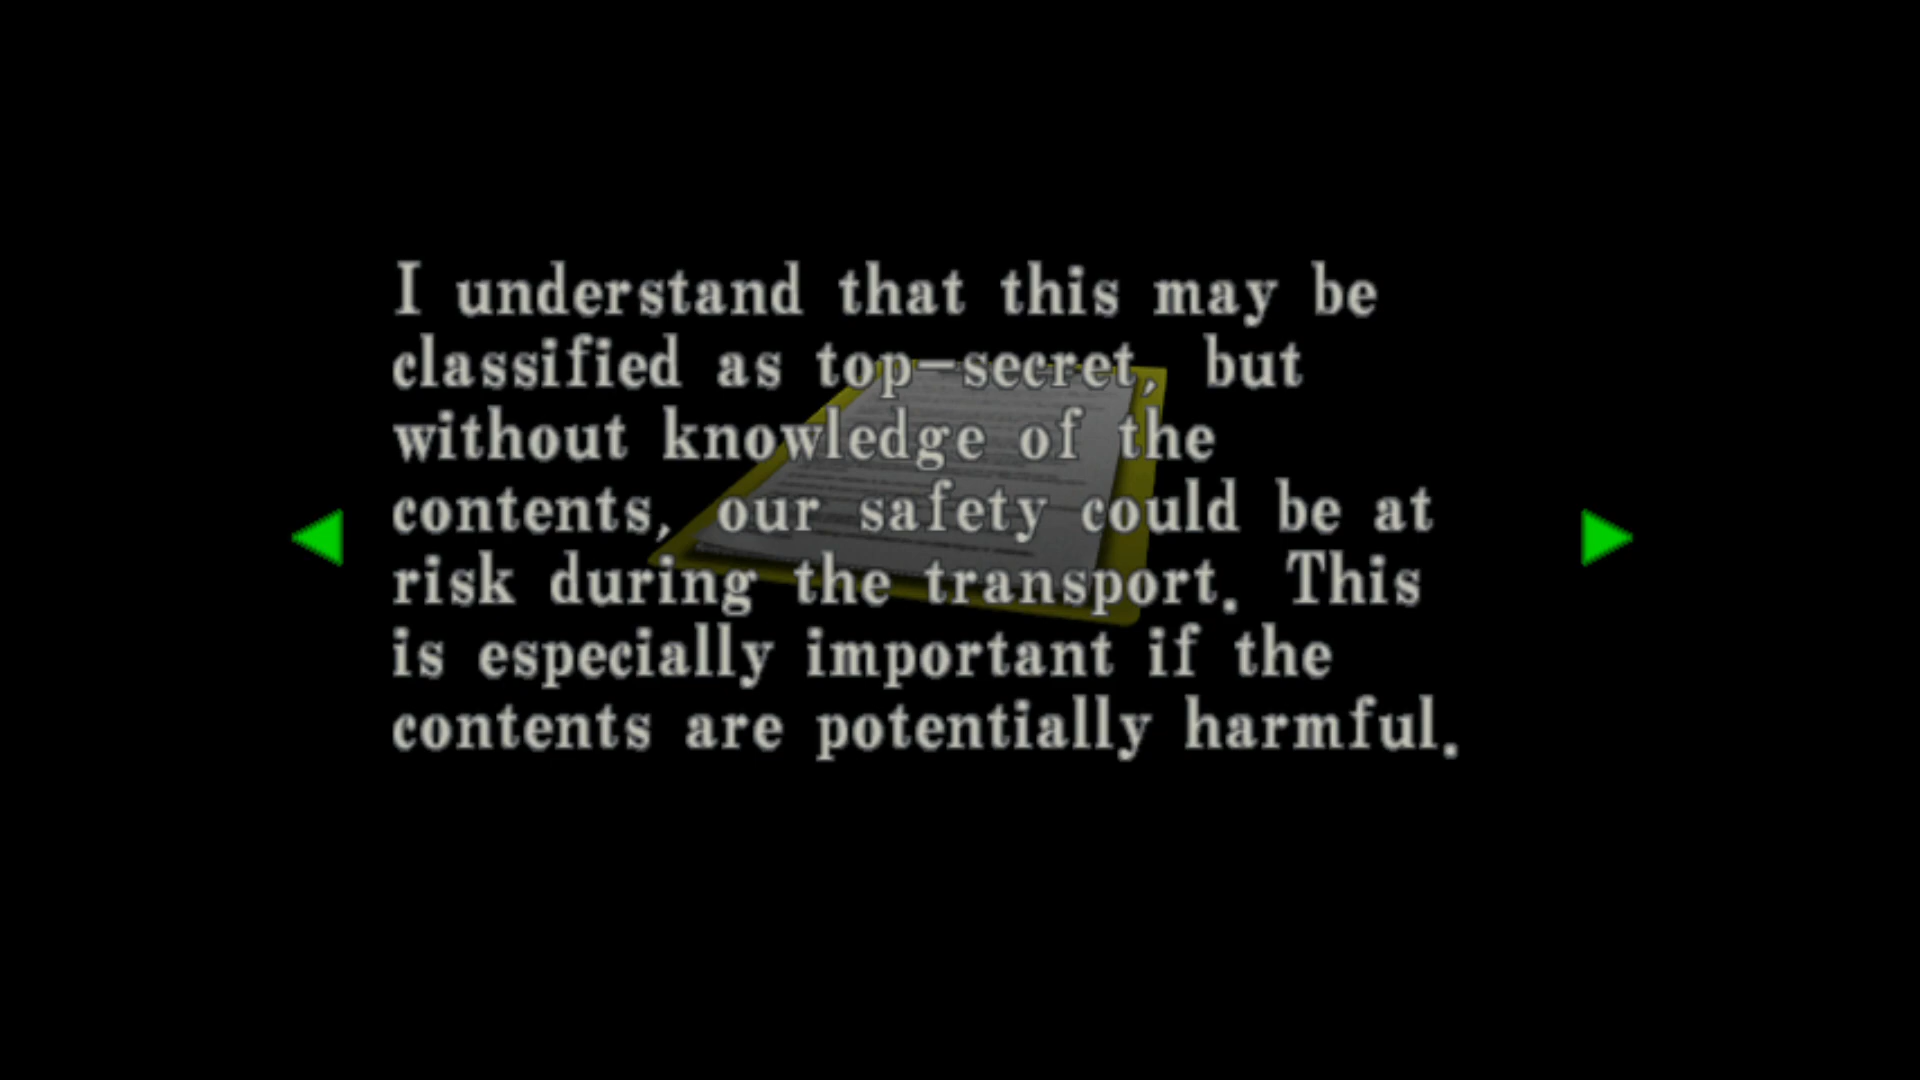 I understand that this may be
classified as top-secret, but
without knowledge of the
contents, our safety could be at
risk during the transport. This
is especially important if the
contents are potentially harmful.